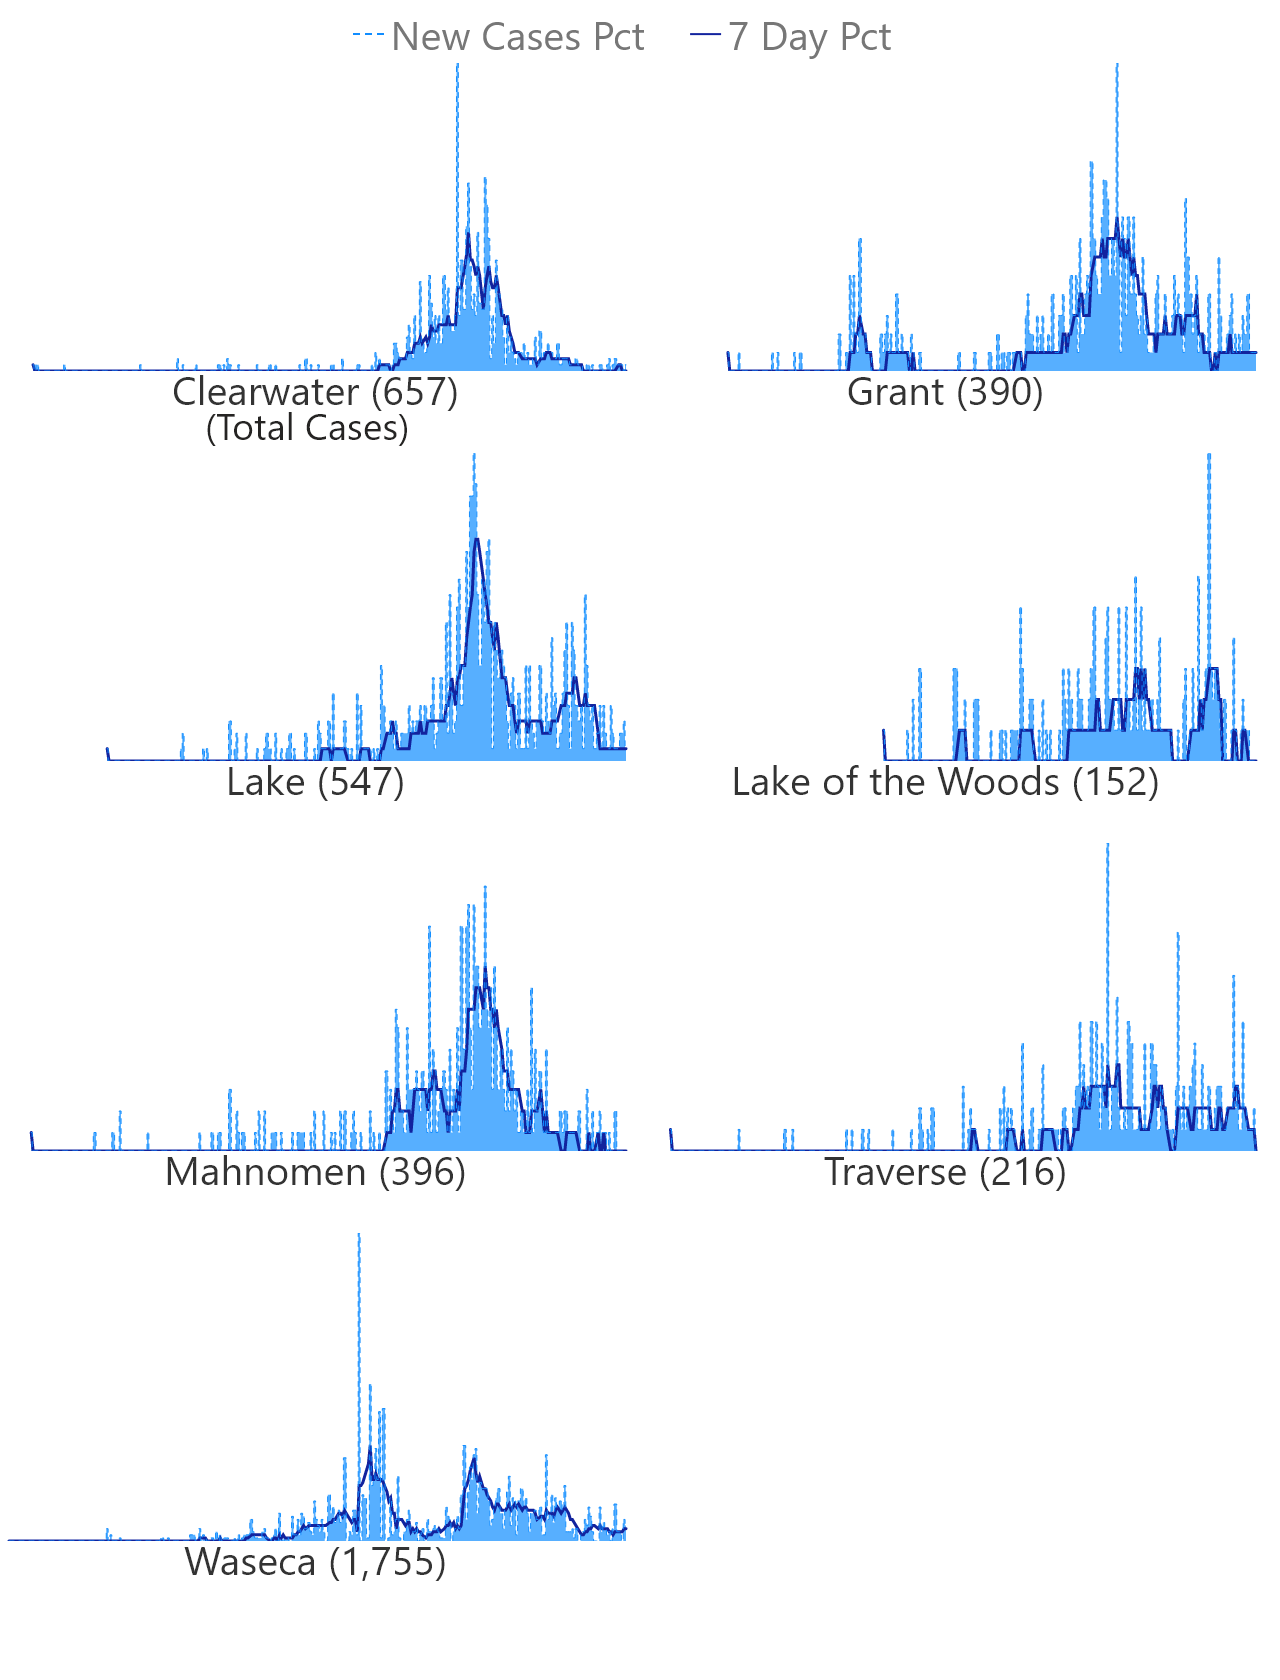 New Cases Pct 7 Day Pct
Clearwater (657) Grant (390)
(Total Cases)
Lake (547) Lake of the Woods (152)
Mahnomen (396) Traverse (216)
Waseca (1,755)